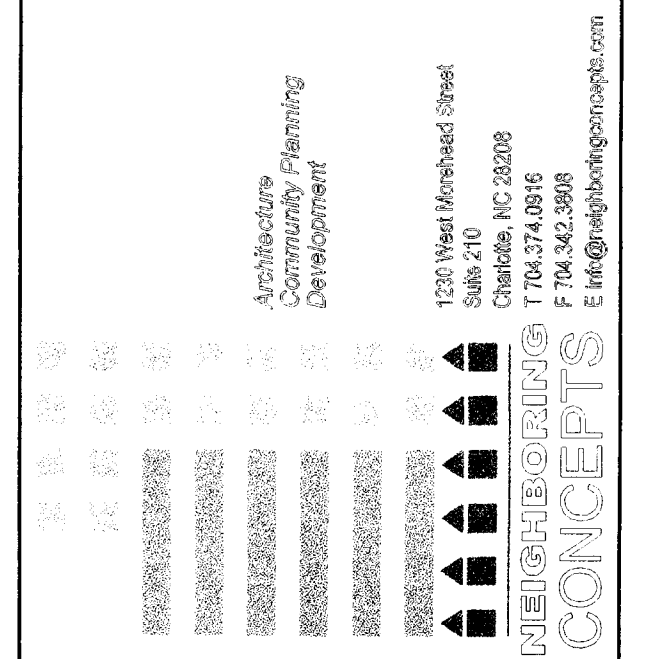 Architecture
Community Planning
Development
1230 West Morehead Street
Suite 210
Charlotte, NC 28208
T 704.374.0916
F 704.342.3808
E info@neighboringconcepts.com
NEIGHBORING
CONCEPTS